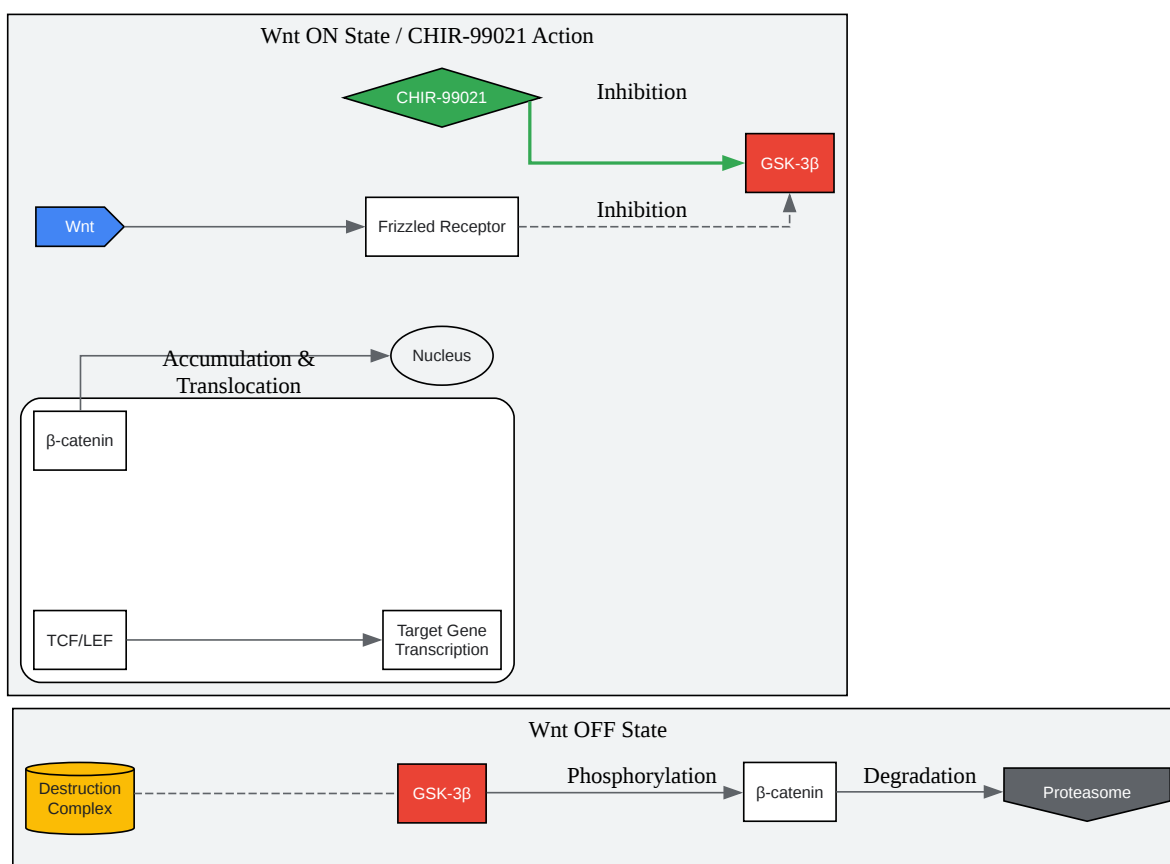 Wnt ON State / CHIR-99021 Action
CHIR-99021
Inhibition
GSK-3β
Wnt
Frizzled Receptor
Inhibition
Accumulation &
Translocation
Nucleus
β-catenin
TCF/LEF
Target Gene
Transcription
Wnt OFF State
Destruction
Complex
GSK-3β
Phosphorylation
β-catenin
Degradation
Proteasome